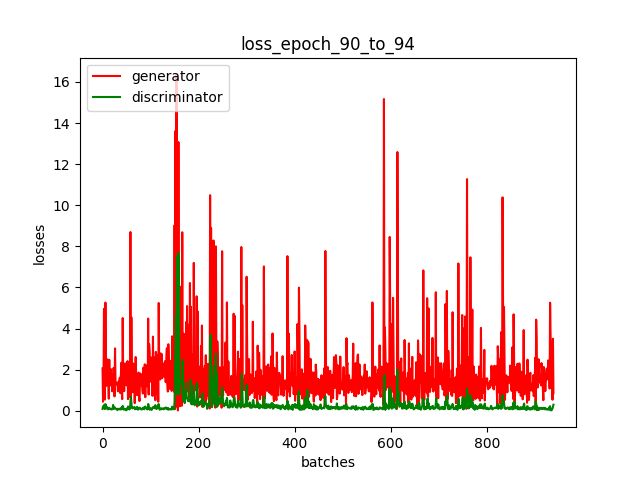 loss_epoch_90_to_94
generator
discriminator
losses
16
14
12
10
8
6
4
2
0
0 200 400 600 800
batches